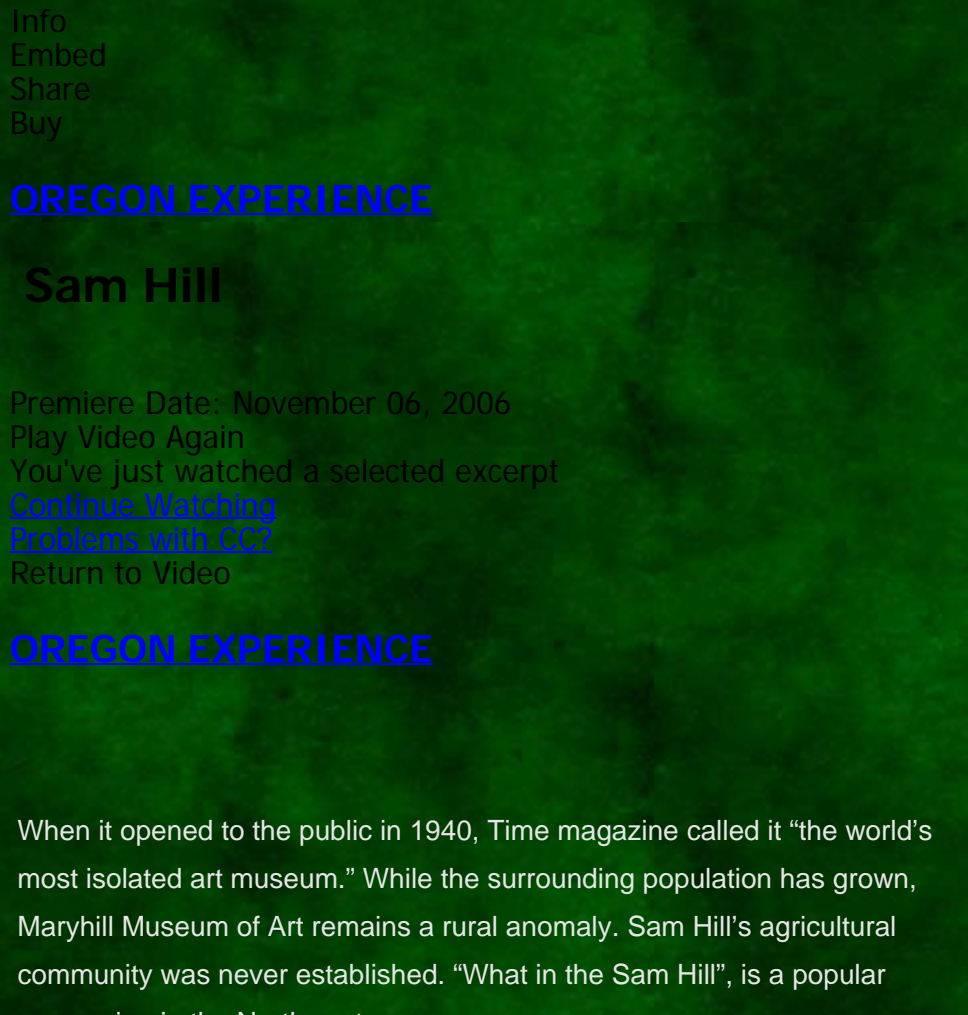 Info
Embed
Share
Buy
OREGON EXPERIENCE
Sam Hill
Premiere Date: November 06, 2006
Play Video Again
You've just watched a selected excerpt
Continue Watching
Problems with CC?
Return to Video
OREGON EXPERIENCE
When it opened to the public in 1940, Time magazine called it “the world’s
most isolated art museum.” While the surrounding population has grown,
Maryhill Museum of Art remains a rural anomaly. Sam Hill’s agricultural
community was never established. “What in the Sam Hill”, is a popular